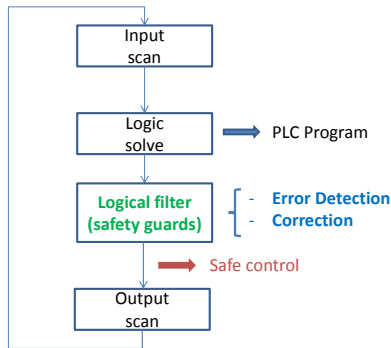 Input
scan
Logic
solve
PLC Program
Logical filter
(safety guards)
- Error Detection
- Correction
Safe control
Output
scan